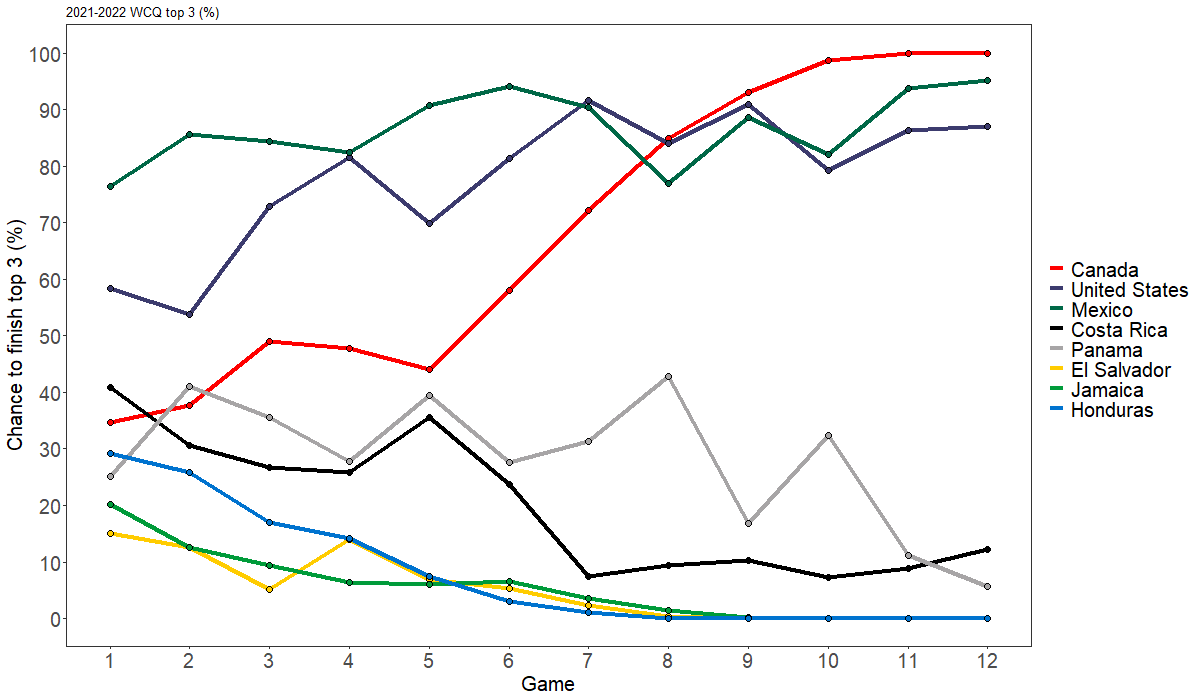 2021-2022 WCQ top 3 (%)
Chance to finish top 3 (%)
100
90
80
70
60
50
40
30
20
10
0
1 2 3 4 5 6 7 8 9 10 11 12
Game
Canada
United States
Mexico
Costa Rica
Panama
El Salvador
Jamaica
Honduras